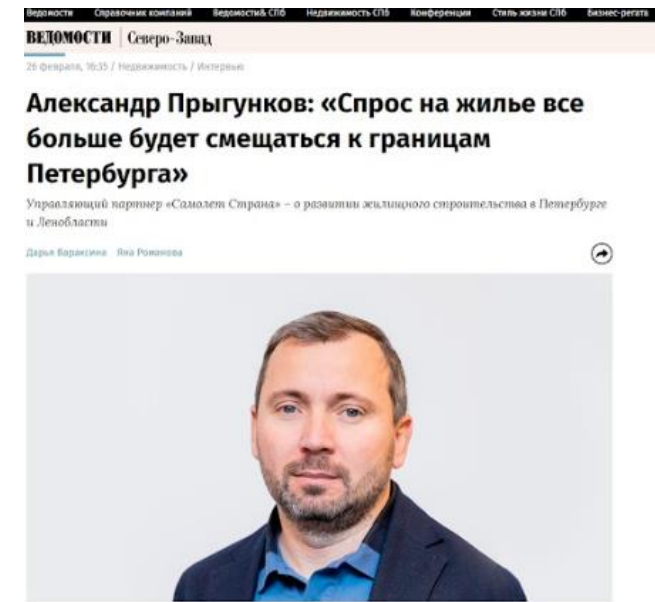 Ведомости Справочник компаний Ведомости& СПб Недвижимость СПб Конференции Стиль жизни СПб Бизнес-регата
ВЕДОМОСТИ Северо-Запад
26 февраля, 16:35 / Недвижимость / Интервью
Александр Прыгунков: «Спрос на жилье все
больше будет смещаться к границам
Петербурга»
Управляющий партнер «Самолет Страна» – о развитии жилищного строительства в Петербурге
и Ленобласти
Дарья Бараксина Яна Романова